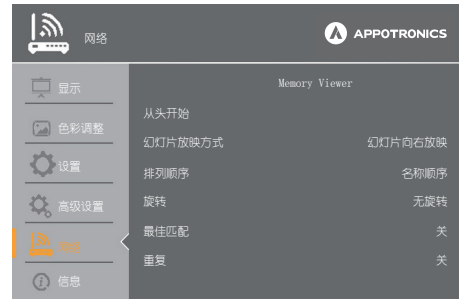 网络
APPOTRONICS
显示
色彩调整
设置
高级设置
网络
信息
Memory Viewer
从头开始
幻灯片放映方式 幻灯片向右放映
排列顺序 名称顺序
旋转 无旋转
最佳匹配 关
重复 关